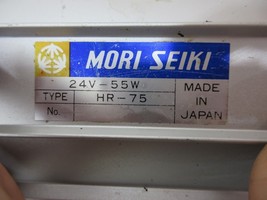 MORI SEIKI
24V-55W
TYPE HR-75
No.
MADE
IN
JAPAN